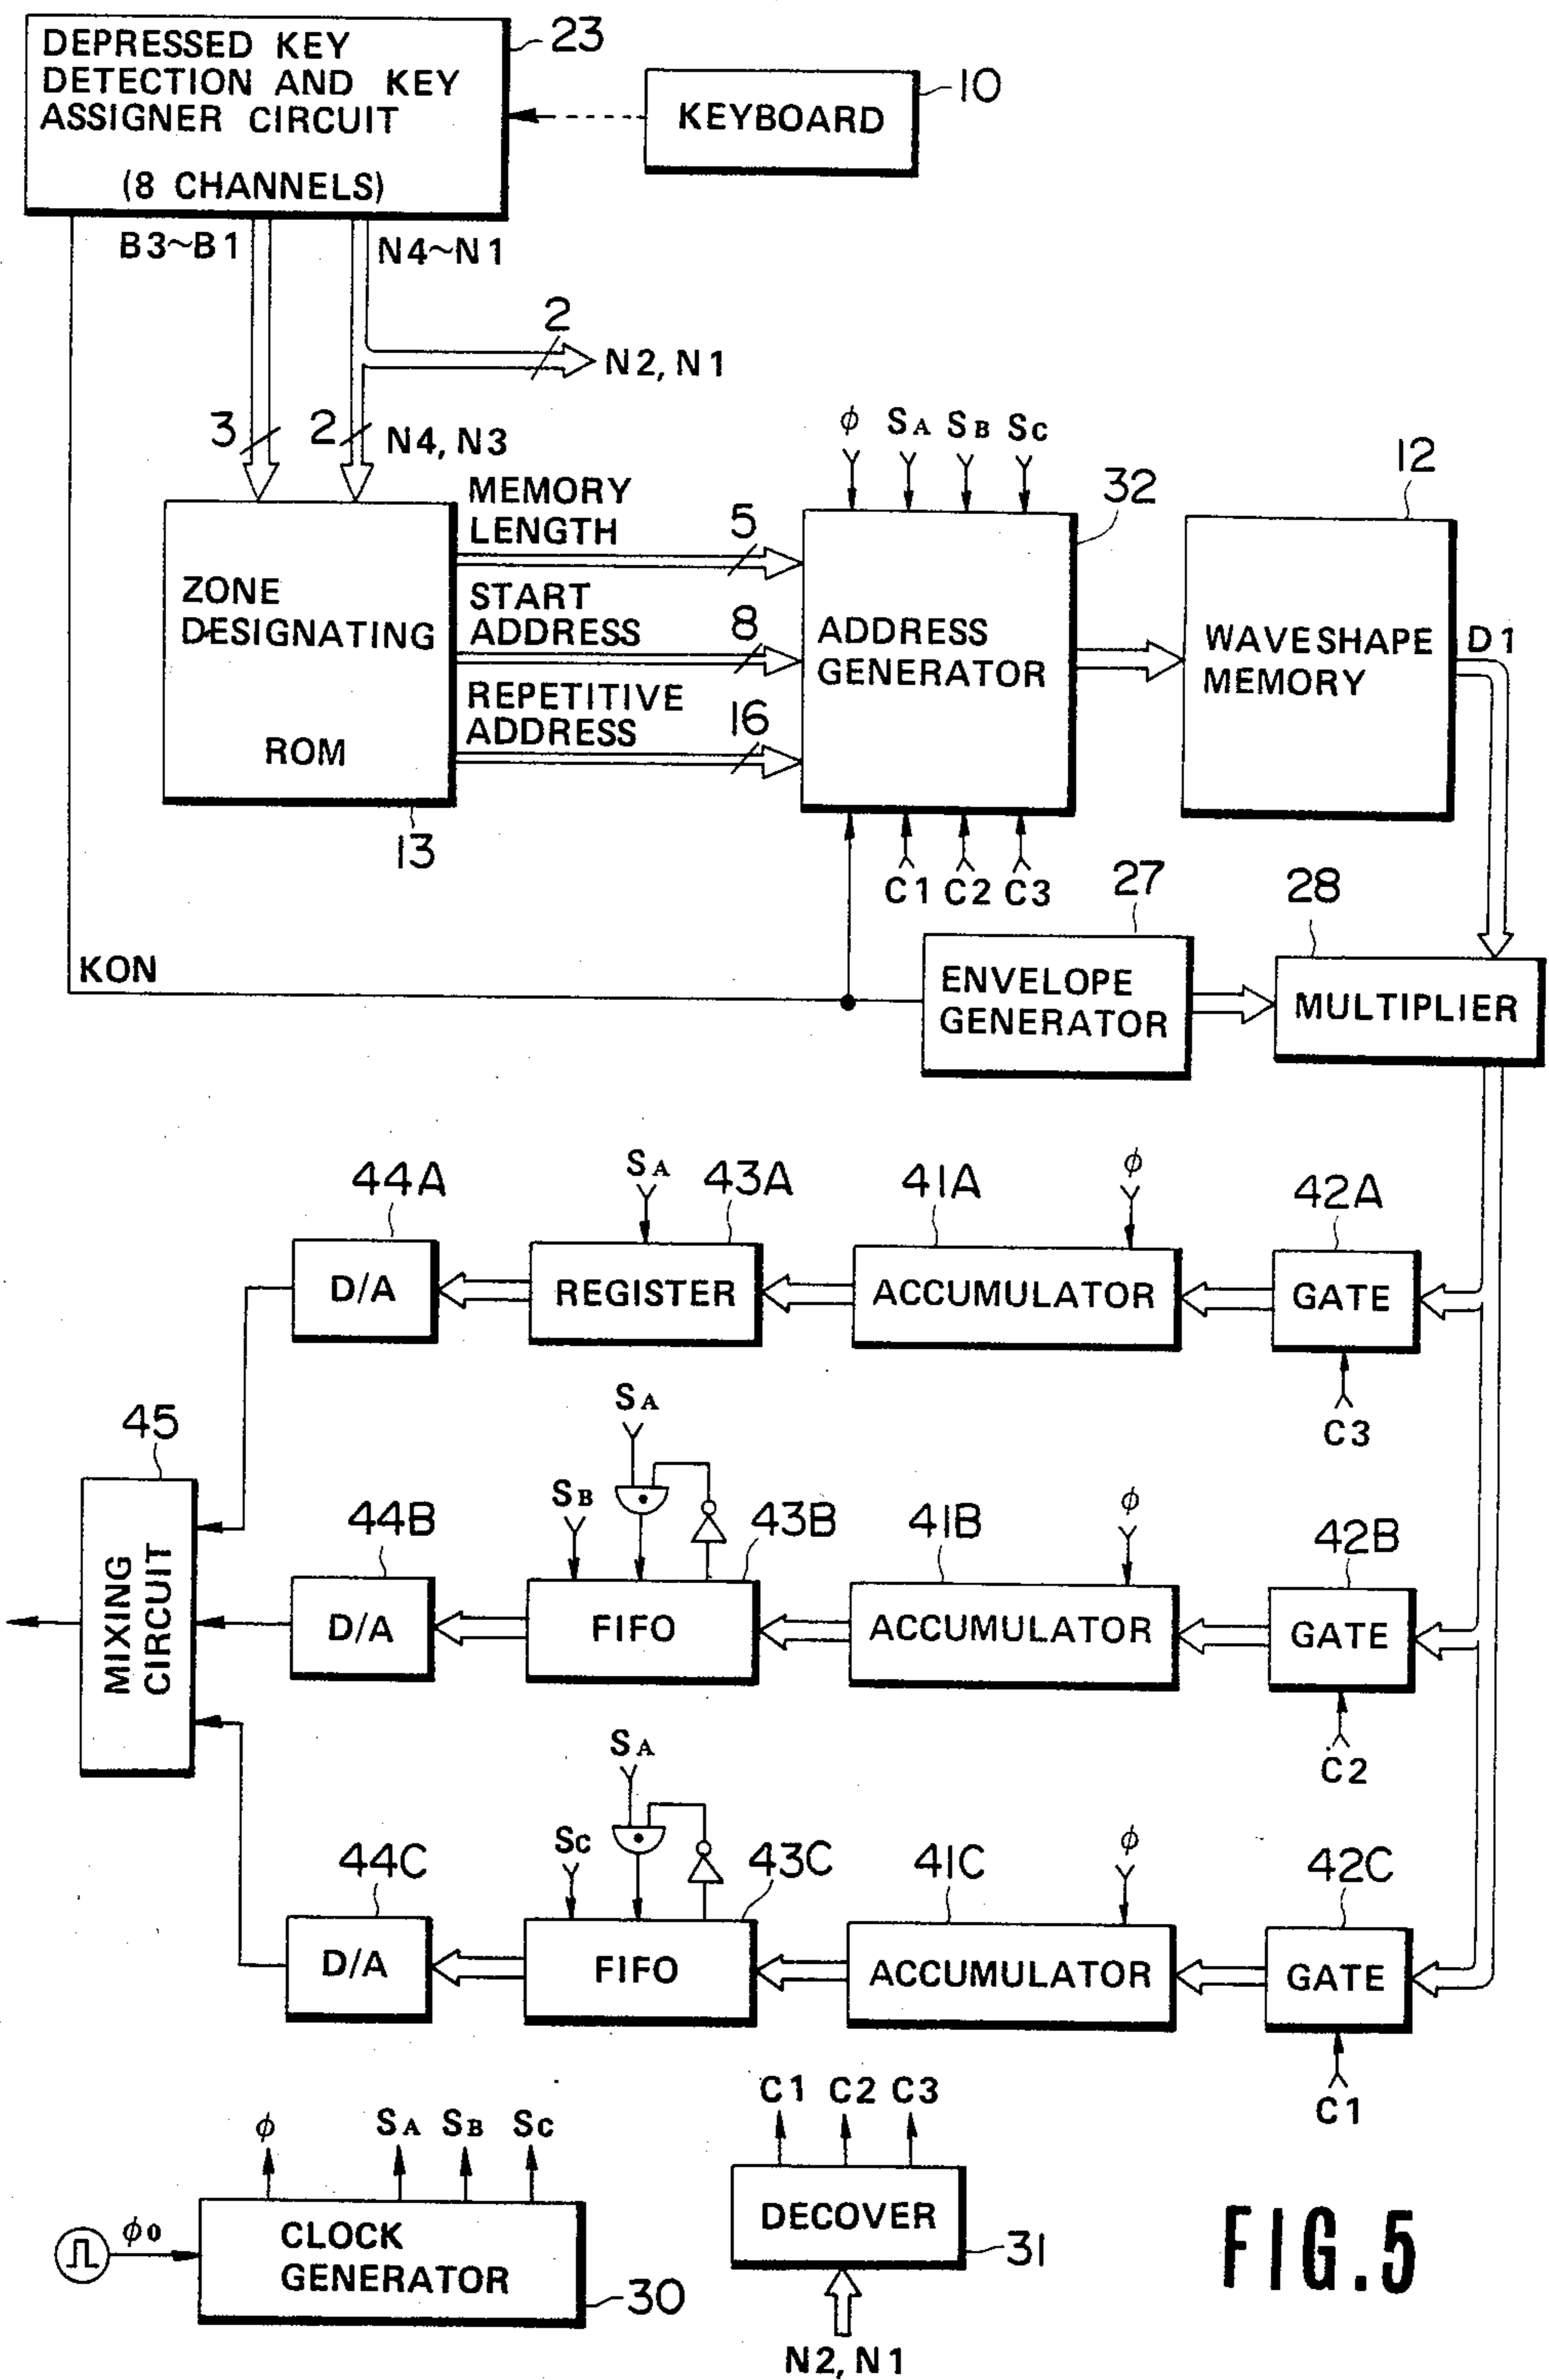 DEPRESSED KEY
DETECTION AND KEY
ASSIGNER CIRCUIT
(8 CHANNELS)
23
KEYBOARD
10
B3~B1
N4~N1
2
N2, N1
3
2
N4, N3
ZONE
DESIGNATING
ROM
13
MEMORY
LENGTH
5
START
ADDRESS
8
REPETITIVE
ADDRESS
16
φ SA SB SC
32
ADDRESS
GENERATOR
C1 C2 C3
12
WAVESHAPE
MEMORY
D1
KON
27
ENVELOPE
GENERATOR
28
MULTIPLIER
44A
D/A
SA
43A
REGISTER
41A
φ
ACCUMULATOR
42A
GATE
C3
45
MIXING
CIRCUIT
44B
D/A
SA
SB
43B
FIFO
41B
φ
ACCUMULATOR
42B
GATE
C2
44C
D/A
SA
SC
43C
FIFO
41C
φ
ACCUMULATOR
42C
GATE
C1
φ SA SB SC
φ0
CLOCK
GENERATOR
30
C1 C2 C3
DECOVER
31
N2, N1
FIG.5